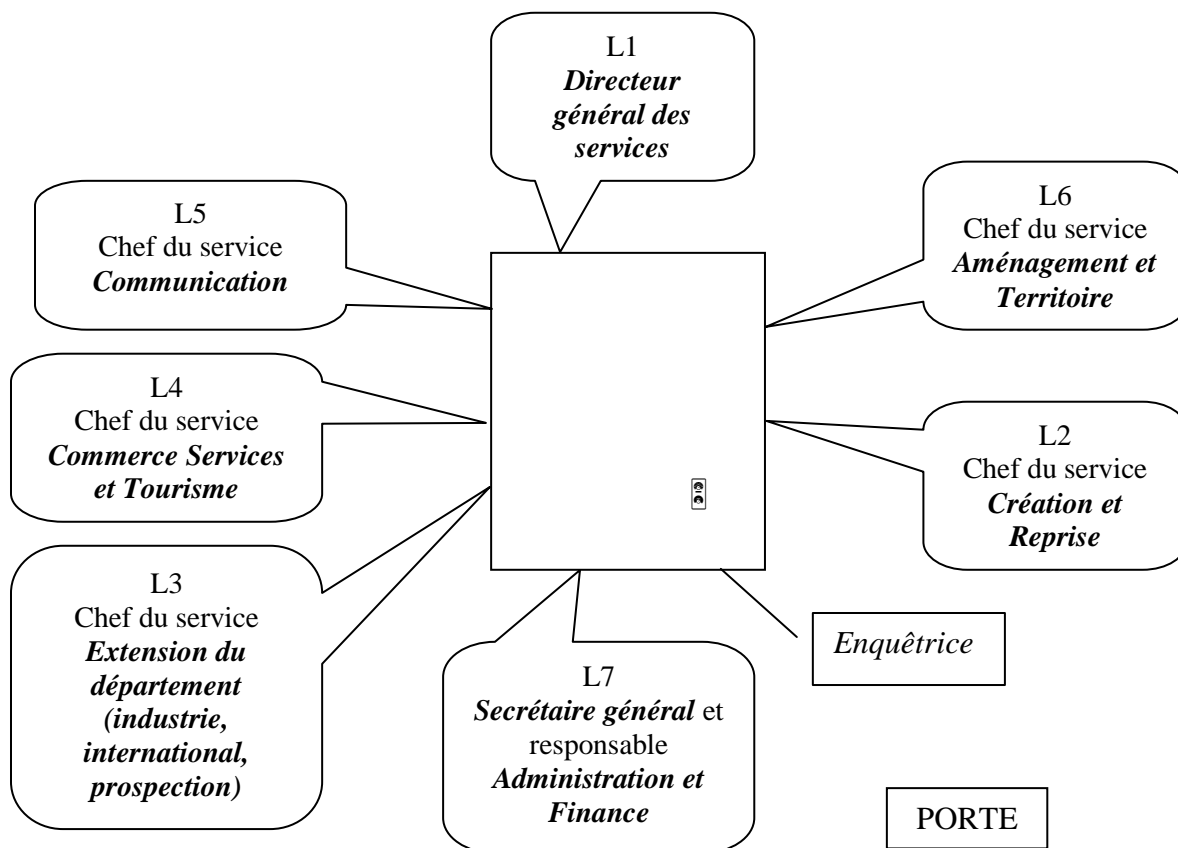 L1
Directeur
général des
services
L5
Chef du service
Communication
L6
Chef du service
Aménagement et
Territoire
L4
Chef du service
Commerce Services
et Tourisme
L2
Chef du service
Création et
Reprise
L3
Chef du service
Extension du
département
(industrie,
international,
prospection)
L7
Secrétaire général et
responsable
Administration et
Finance
Enquêtrice
PORTE